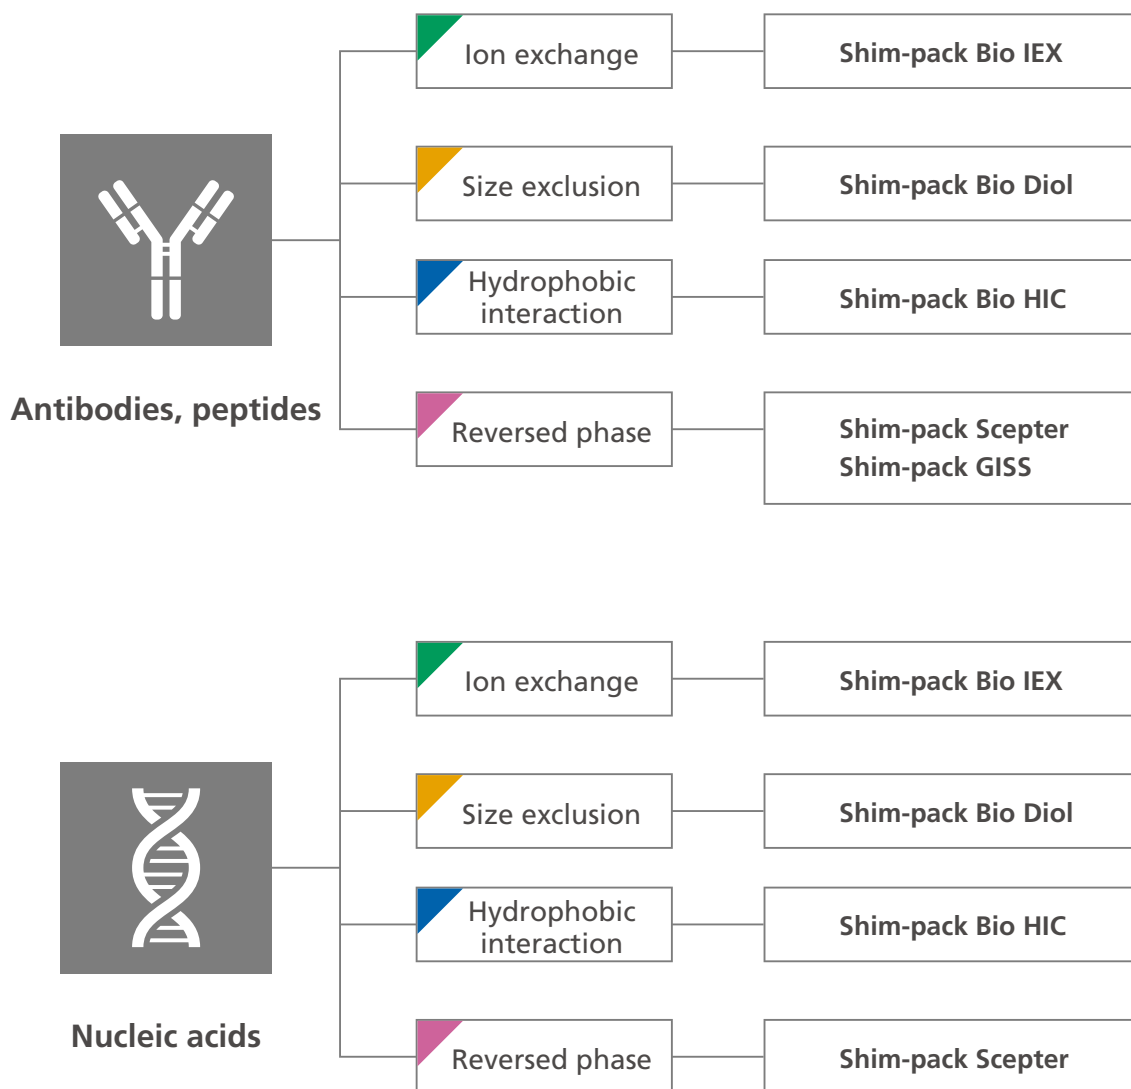 Ion exchange
Shim-pack Bio IEX
Size exclusion
Shim-pack Bio Diol
Hydrophobic
interaction
Shim-pack Bio HIC
Antibodies, peptides
Reversed phase
Shim-pack Scepter
Shim-pack GISS
Ion exchange
Shim-pack Bio IEX
Size exclusion
Shim-pack Bio Diol
Hydrophobic
interaction
Shim-pack Bio HIC
Nucleic acids
Reversed phase
Shim-pack Scepter